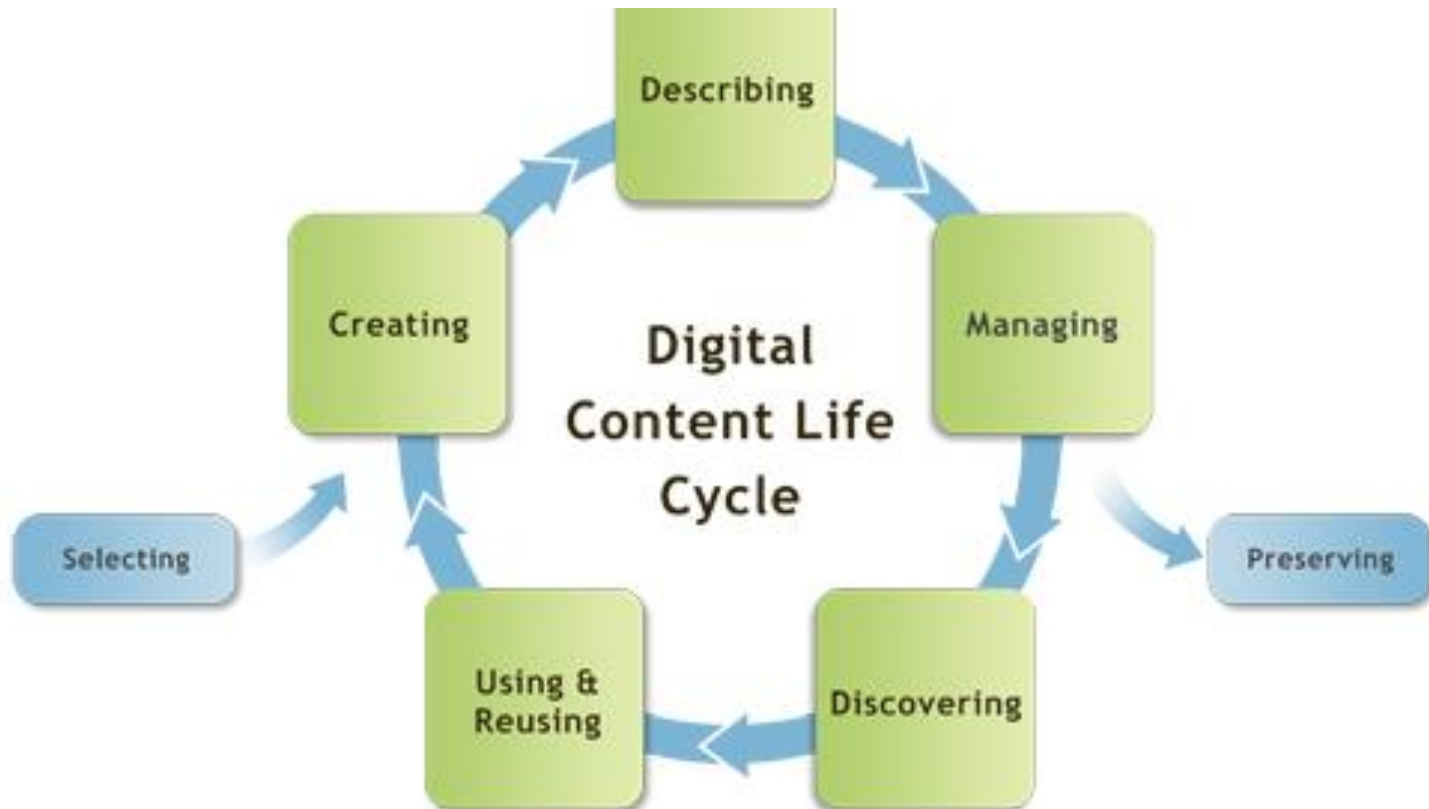 Describing
Creating
Managing
Digital
Content Life
Cycle
Selecting
Preserving
Using &
Reusing
Discovering